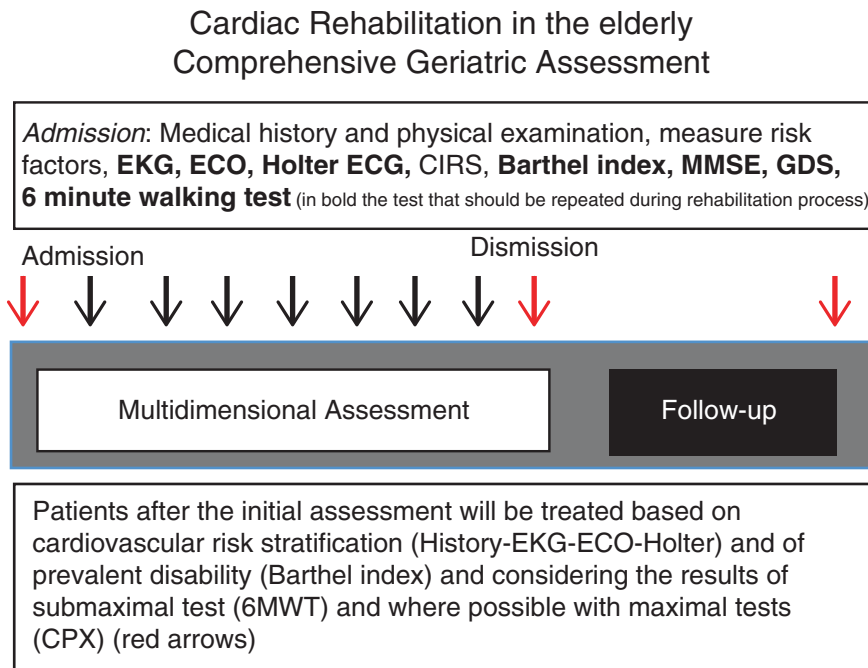 Cardiac Rehabilitation in the elderly
Comprehensive Geriatric Assessment
Admission: Medical history and physical examination, measure risk
factors, EKG, ECO, Holter ECG, CIRS, Barthel index, MMSE, GDS,
6 minute walking test (in bold the test that should be repeated during rehabilitation process)
Admission
Dismission
Multidimensional Assessment
Follow-up
Patients after the initial assessment will be treated based on
cardiovascular risk stratification (History-EKG-ECO-Holter) and of
prevalent disability (Barthel index) and considering the results of
submaximal test (6MWT) and where possible with maximal tests
(CPX) (red arrows)